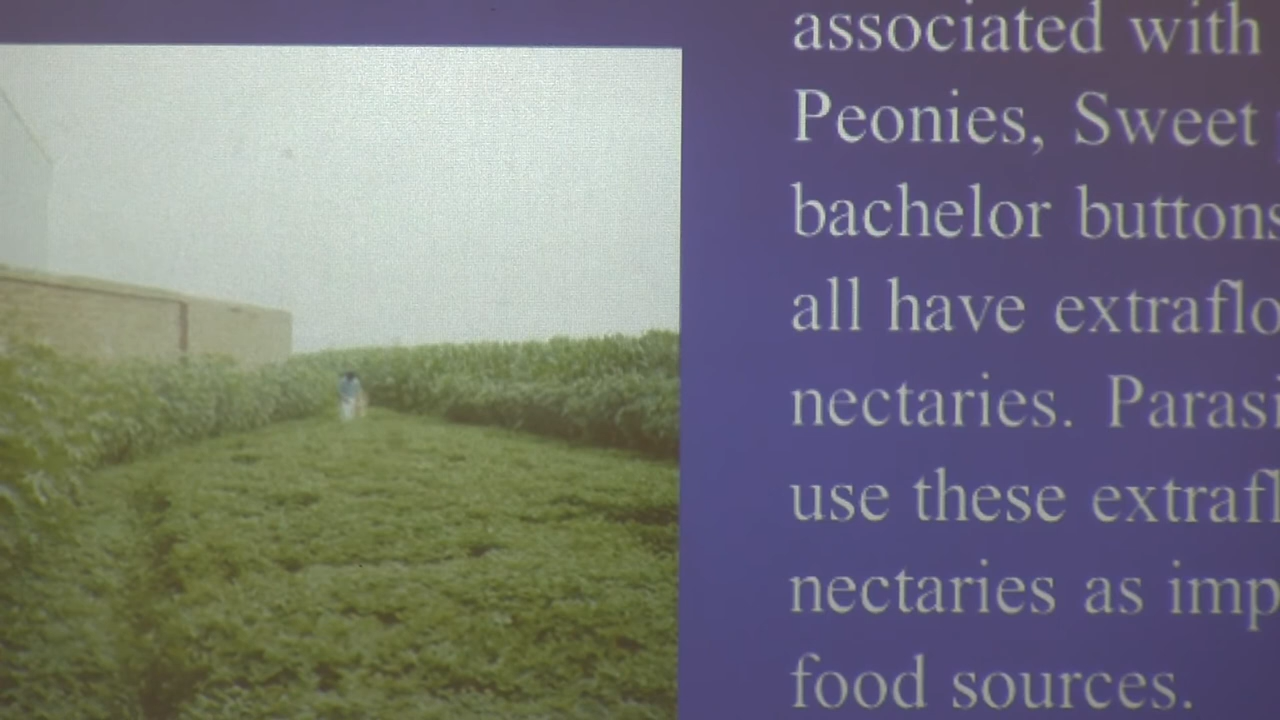 associated with
Peonies, Sweet
bachelor buttons
all have extraflo
nectaries. Parasi
use these extrafl
nectaries as imp
food sources.